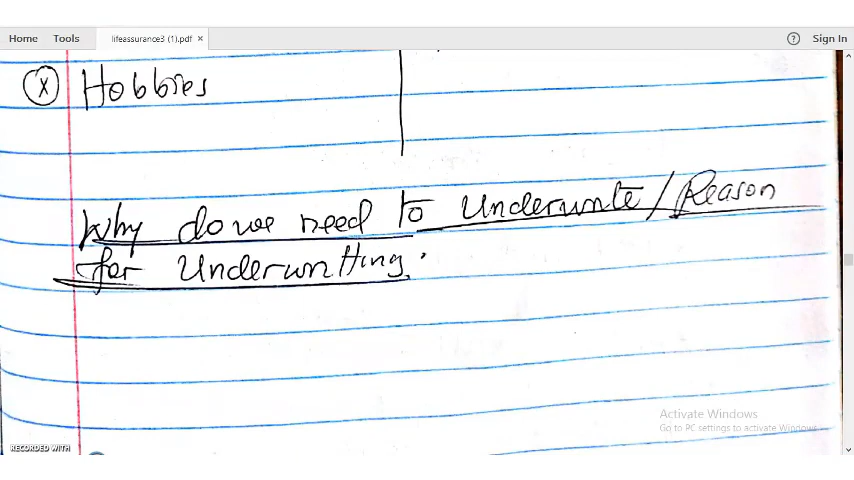 Home Tools lifeassurance3 (1).pdf × ? Sign In
(x) Hobbies
Why do we need to Underwrite/Reason
for Underwriting:
Activate Windows
Go to PC settings to activate Windows.
RECORDED WITH